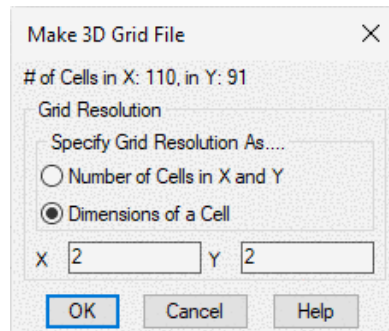 Make 3D Grid File
# of Cells in X: 110, in Y: 91
Grid Resolution
Specify Grid Resolution As....
Number of Cells in X and Y
Dimensions of a Cell
X 2 Y 2
OK Cancel Help